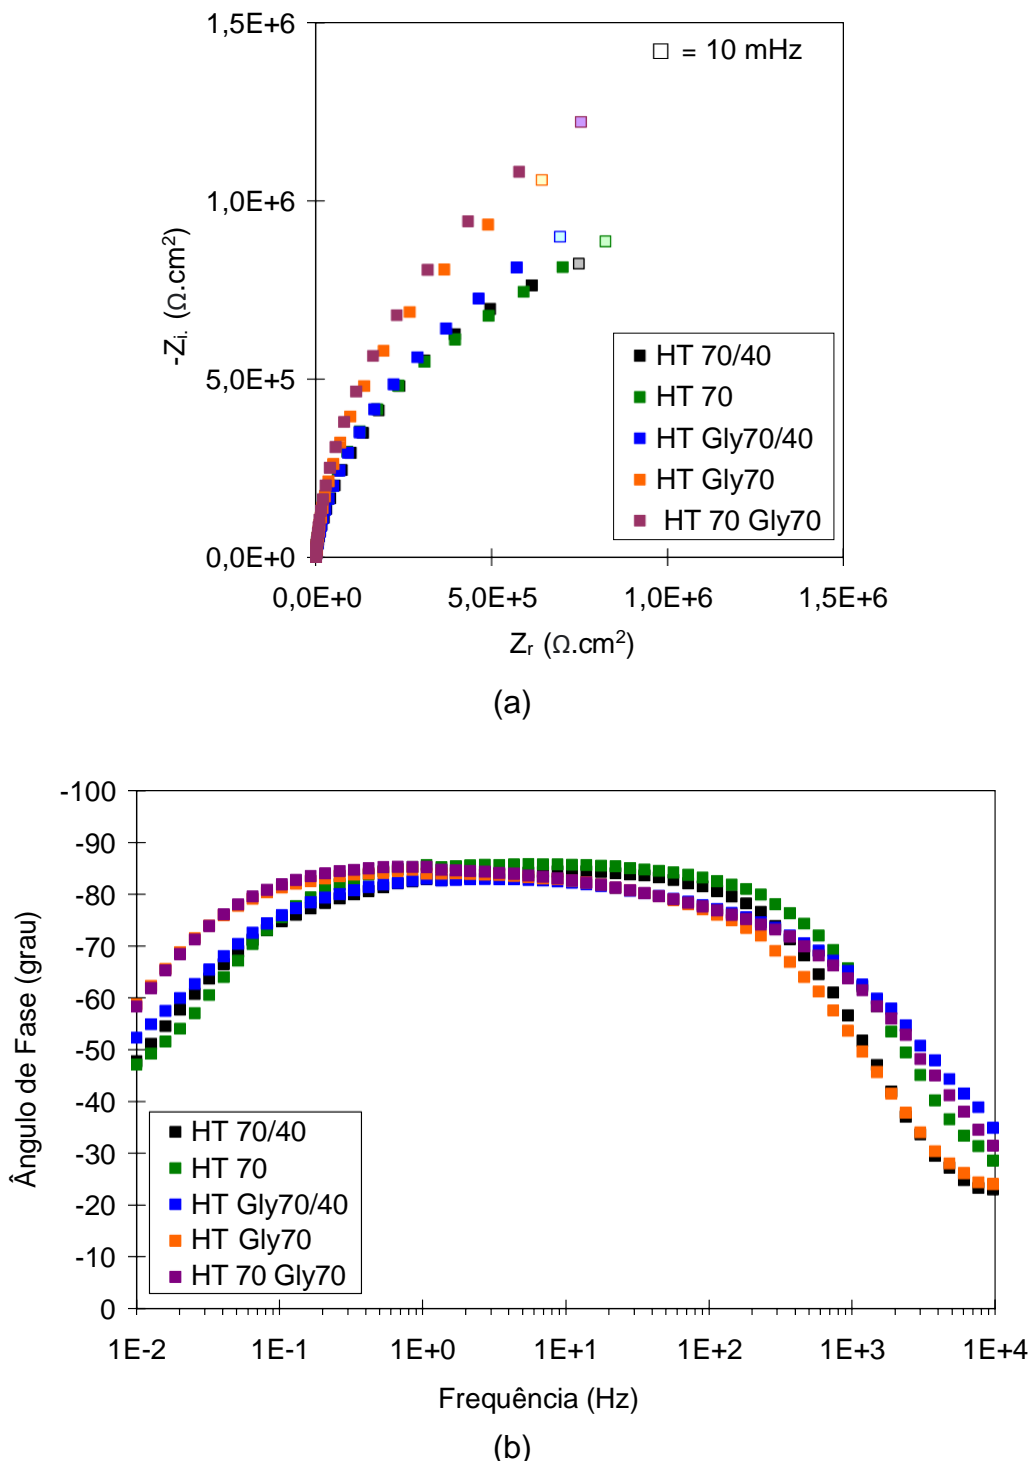 1,5E+6
= 10 mHz
1,0E+6
-Zi. (Ω.cm²)
5,0E+5
HT 70/40
HT 70
HT Gly70/40
HT Gly70
HT 70 Gly70
0,0E+0
0,0E+0 5,0E+5 1,0E+6 1,5E+6
Zr (Ω.cm²)
(a)
-100
-90
-80
-70
-60
-50
-40
-30
-20
-10
0
Ângulo de Fase (grau)
HT 70/40
HT 70
HT Gly70/40
HT Gly70
HT 70 Gly70
1E-2 1E-1 1E+0 1E+1 1E+2 1E+3 1E+4
Frequência (Hz)
(b)